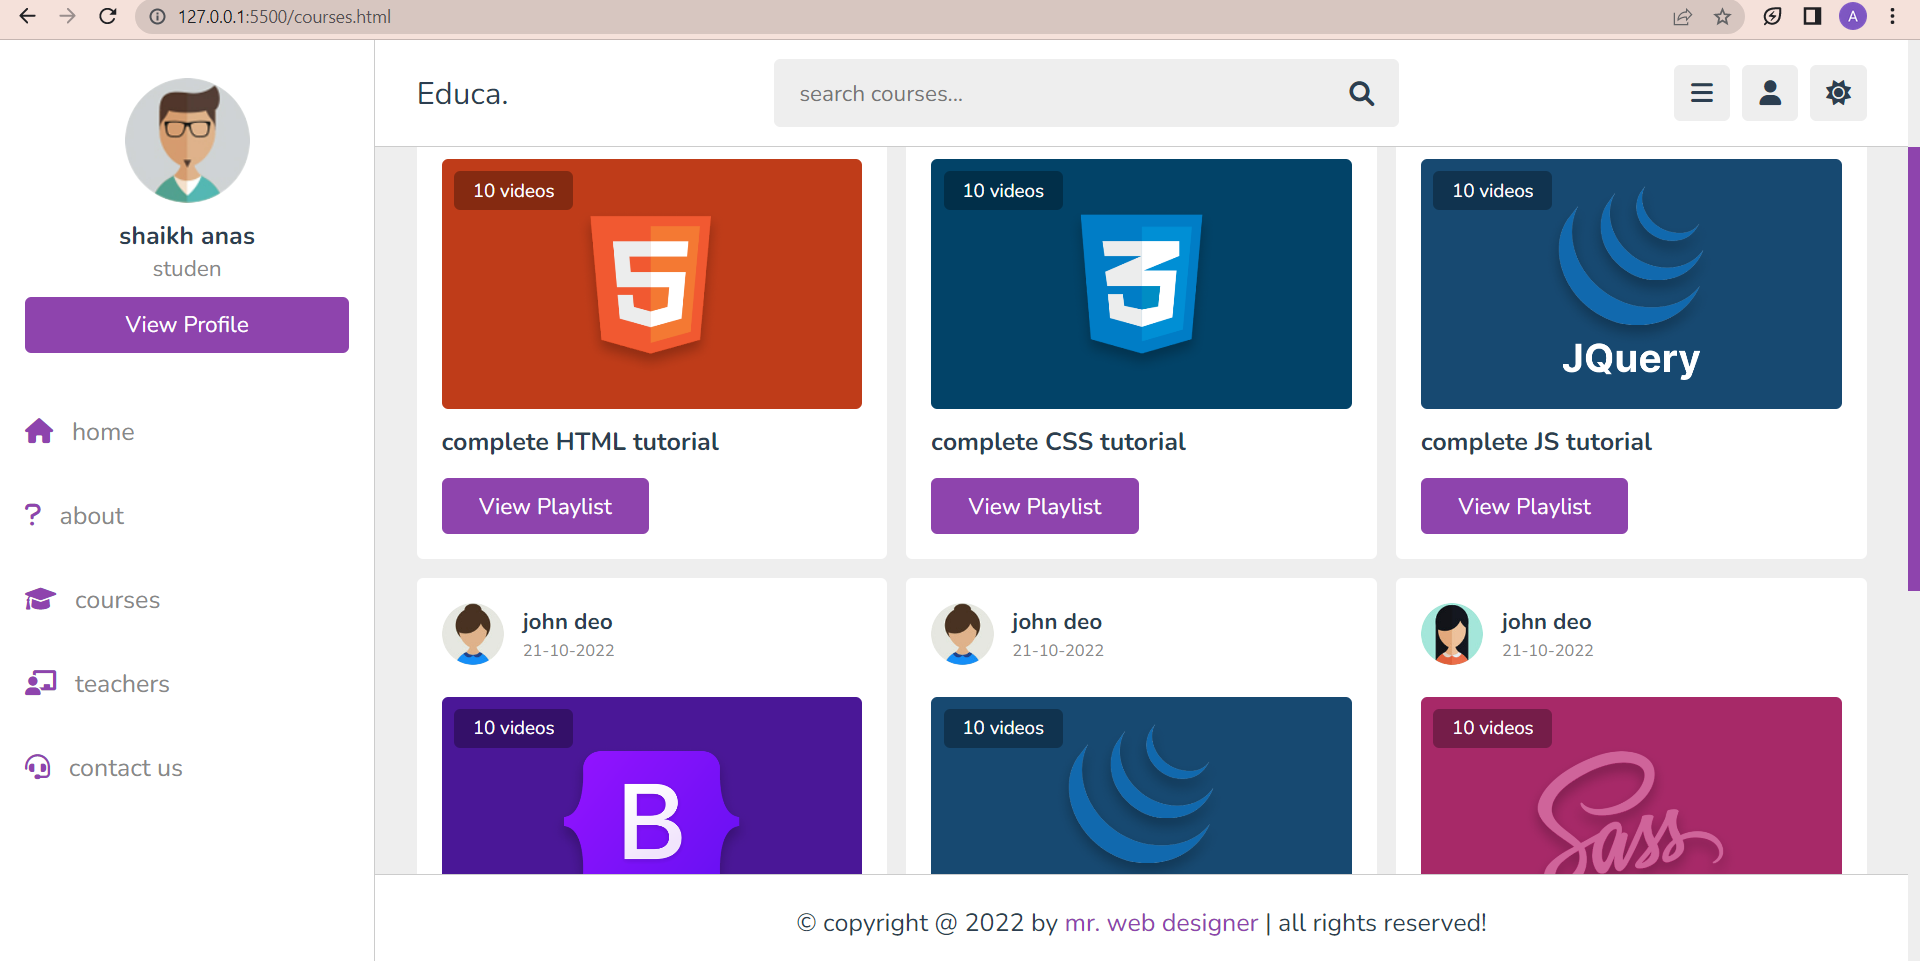 127.0.0.1:5500/courses.html
A
Educa.
search courses...
shaikh anas
studen
View Profile
home
about
courses
teachers
contact us
10 videos
10 videos
10 videos
JQuery
complete HTML tutorial
complete CSS tutorial
complete JS tutorial
View Playlist
View Playlist
View Playlist
john deo
21-10-2022
john deo
21-10-2022
john deo
21-10-2022
10 videos
10 videos
10 videos
B
Sass
© copyright @ 2022 by mr. web designer | all rights reserved!